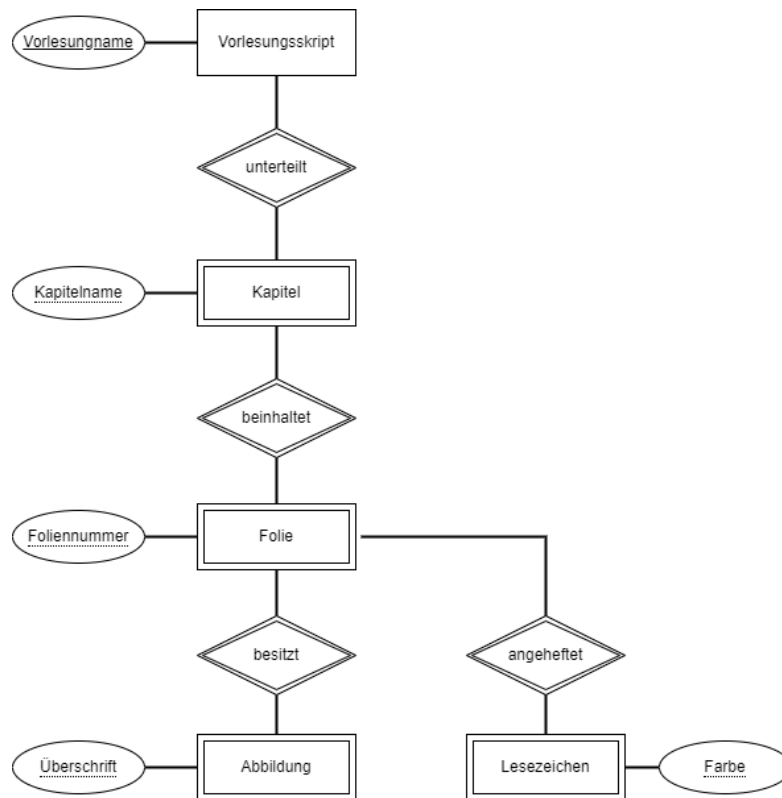 Vorlesungname
Vorlesungsskript
unterteilt
Kapitelname
Kapitel
beinhaltet
Foliennummer
Folie
besitzt
angeheftet
Überschrift
Abbildung
Lesezeichen
Farbe